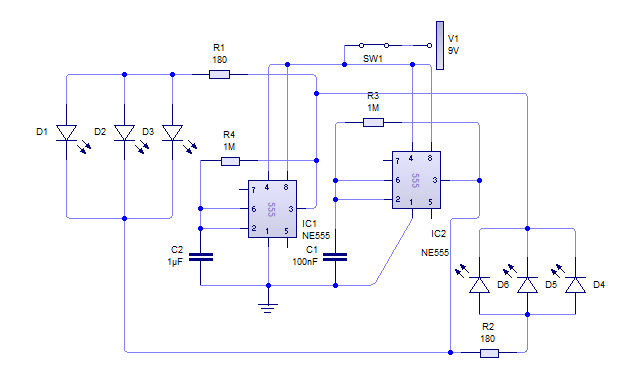 V1
9V
SW1
R1
180
R3
1M
D1
D2
D3
R4
1M
4
8
7
6
2
3
1
5
555
IC1
NE555
4
8
7
6
2
3
1
5
555
IC2
NE555
C2
1µF
C1
100nF
D6
D5
D4
R2
180